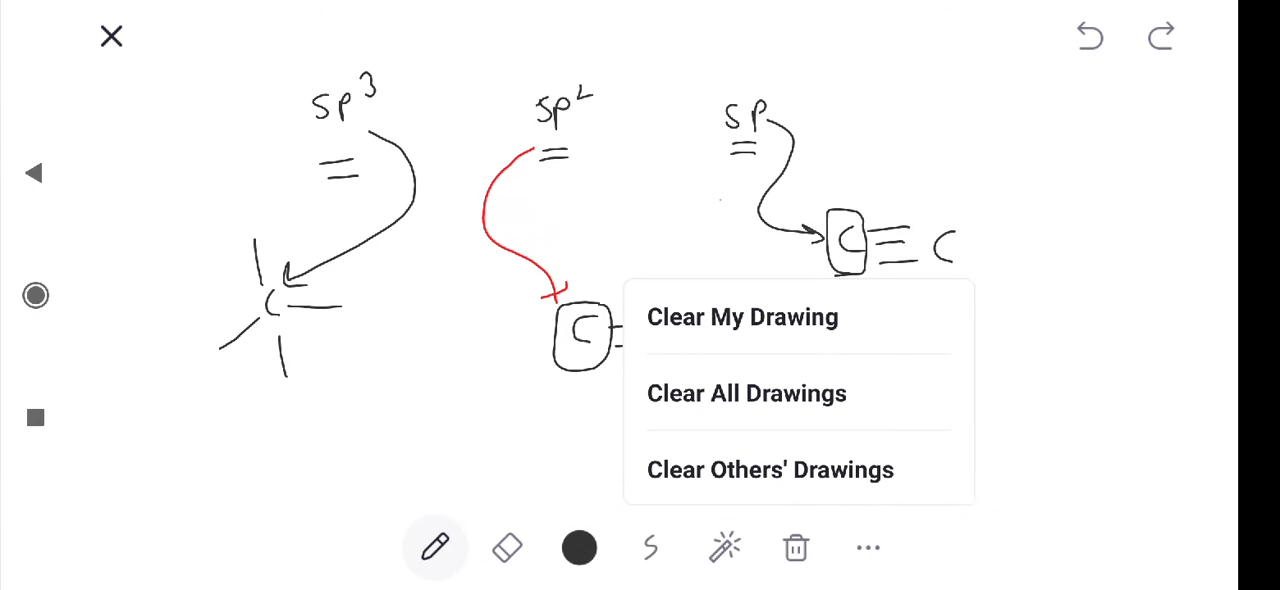 sp³
sp²
sp
C
C ≡ C
C =
Clear My Drawing
Clear All Drawings
Clear Others' Drawings